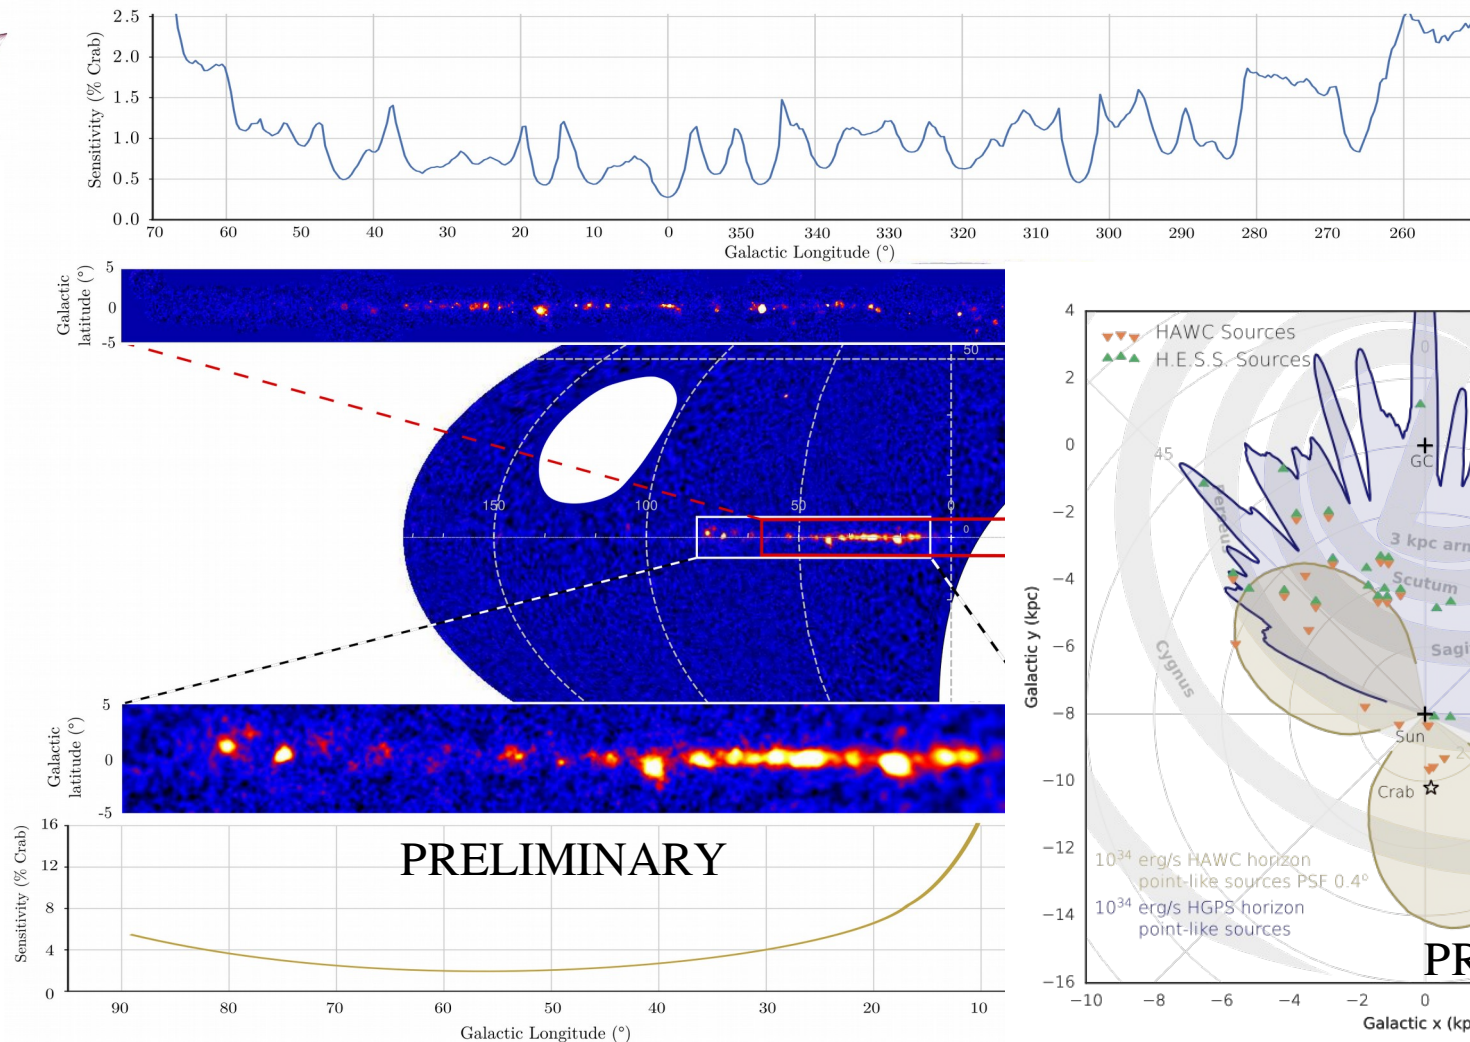 2.5
2.0
1.5
1.0
0.5
0.0
Sensitivity (% Crab)
70 60 50 40 30 20 10 0 350 340 330 320 310 300 290 280 270 260
Galactic Longitude (°)
Galactic
latitude (°)
5
0
-5
50
150 100 50 0
0
Galactic
latitude (°)
5
0
-5
PRELIMINARY
16
12
8
4
0
Sensitivity (% Crab)
90 80 70 60 50 40 30 20 10
Galactic Longitude (°)
HAWC Sources
H.E.S.S. Sources
0
45
GC
Perseus
3 kpc arm
Scutum
Sagi
Cygnus
Sun
2
Crab
10³⁴ erg/s HAWC horizon
point-like sources PSF 0.4°
10³⁴ erg/s HGPS horizon
point-like sources
PR
4
2
0
−2
−4
−6
−8
−10
−12
−14
−16
Galactic y (kpc)
−10 −8 −6 −4 −2 0
Galactic x (kp